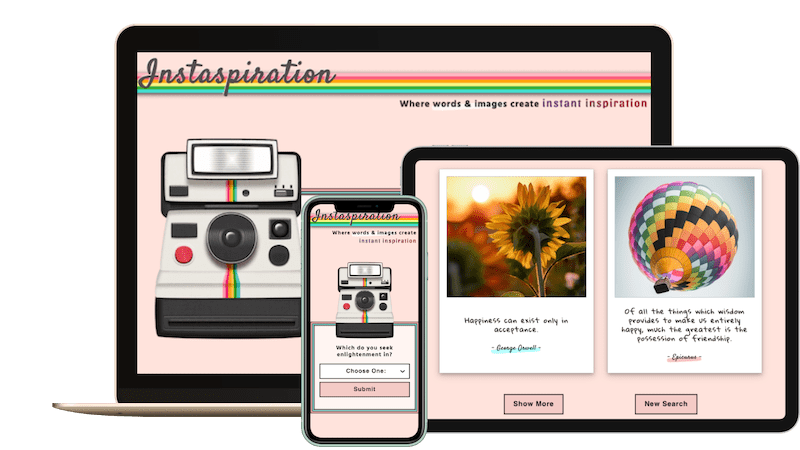 Instaspiration
Where words & images create instant inspiration
Instaspiration
Where words & images create
instant inspiration
Which do you seek
enlightenment in?
Choose One:
Submit
Happiness can exist only in
acceptance.
- George Orwell -
Of all the things which wisdom
provides to make us entirely
happy, much the greatest is the
possession of friendship.
- Epicurus -
Show More
New Search